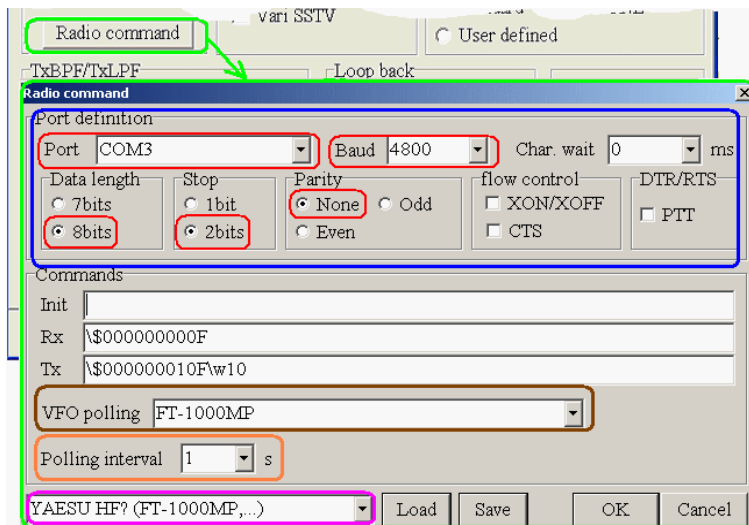 Vari SSTV
Radio command
User defined
TxBPF/TxLPF
Loop back
Radio command
Port definition
Port COM3 Baud 4800 Char. wait 0 ms
Data length Stop Parity flow control DTR/RTS
7bits 1bit None Odd XON/XOFF PTT
8bits 2bits Even CTS
Commands
Init
Rx \$000000000F
Tx \$000000010F\w10
VFO polling FT-1000MP
Polling interval 1 s
YAESU HF? (FT-1000MP,...) Load Save OK Cancel